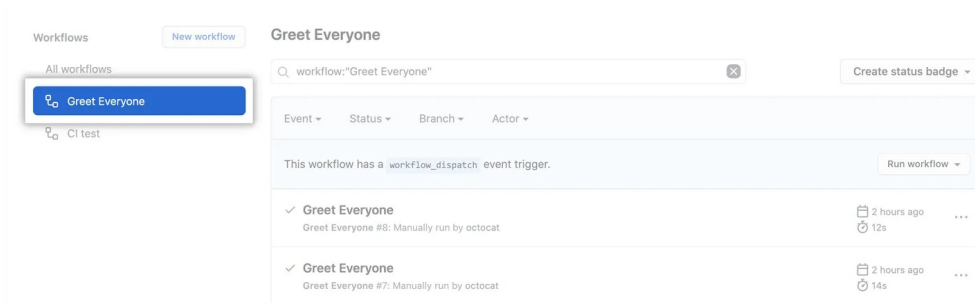 Workflows
New workflow
All workflows
Greet Everyone
CI test
Greet Everyone
workflow:"Greet Everyone"
Create status badge
Event
Status
Branch
Actor
This workflow has a workflow_dispatch event trigger.
Run workflow
Greet Everyone
2 hours ago
Greet Everyone #8: Manually run by octocat
12s
Greet Everyone
2 hours ago
Greet Everyone #7: Manually run by octocat
14s